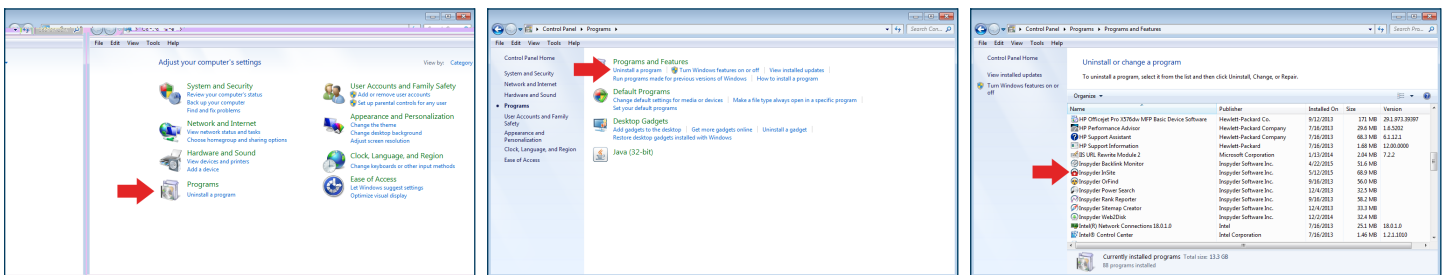 File Edit View Tools Help
Adjust your computer's settings
View by: Category
System and Security
Review your computer's status
Back up your computer
Find and fix problems
Network and Internet
View network status and tasks
Choose homegroup and sharing options
Hardware and Sound
View devices and printers
Add a device
Programs
Uninstall a program
User Accounts and Family Safety
Add or remove user accounts
Set up parental controls for any user
Appearance and Personalization
Change the theme
Change desktop background
Adjust screen resolution
Clock, Language, and Region
Change keyboards or other input methods
Ease of Access
Let Windows suggest settings
Optimize visual display
Control Panel Programs
Search Con...
File Edit View Tools Help
Control Panel Home
System and Security
Network and Internet
Hardware and Sound
Programs
User Accounts and Family
Safety
Appearance and
Personalization
Clock, Language, and Region
Ease of Access
Programs and Features
Uninstall a program Turn Windows features on or off View installed updates
Run programs made for previous versions of Windows How to install a program
Default Programs
Change default settings for media or devices Make a file type always open in a specific program
Set your default programs
Desktop Gadgets
Add gadgets to the desktop Get more gadgets online Uninstall a gadget
Restore desktop gadgets installed with Windows
Java (32-bit)
Control Panel Programs Programs and Features
Search Pro...
File Edit View Tools Help
Control Panel Home
View installed updates
Turn Windows features on or
off
Uninstall or change a program
To uninstall a program, select it from the list and then click Uninstall, Change, or Repair.
Organize
Name Publisher Installed On Size Version
HP Officejet Pro X576dw MFP Basic Device Software Hewlett-Packard Co. 9/12/2013 171 MB 29.1.973.39397
HP Performance Advisor Hewlett-Packard Company 7/16/2013 29.6 MB 1.6.5202
HP Support Assistant Hewlett-Packard Company 7/16/2013 68.3 MB 6.1.12.1
HP Support Information Hewlett-Packard 7/16/2013 1.68 MB 12.00.0000
IIS URL Rewrite Module 2 Microsoft Corporation 1/13/2014 2.04 MB 7.2.2
Inspyder Backlink Monitor Inspyder Software Inc. 4/22/2015 51.6 MB
Inspyder InSite Inspyder Software Inc. 5/12/2015 68.9 MB
Inspyder OrFind Inspyder Software Inc. 9/16/2013 56.0 MB
Inspyder Power Search Inspyder Software Inc. 12/4/2013 32.5 MB
Inspyder Rank Reporter Inspyder Software Inc. 9/16/2013 58.2 MB
Inspyder Sitemap Creator Inspyder Software Inc. 12/4/2013 33.3 MB
Inspyder Web2Disk Inspyder Software Inc. 12/2/2014 32.4 MB
Intel(R) Network Connections 18.0.1.0 Intel 7/16/2013 25.1 MB 18.0.1.0
Intel® Control Center Intel Corporation 7/16/2013 1.46 MB 1.2.1.1010
Currently installed programs Total size: 13.3 GB
88 programs installed